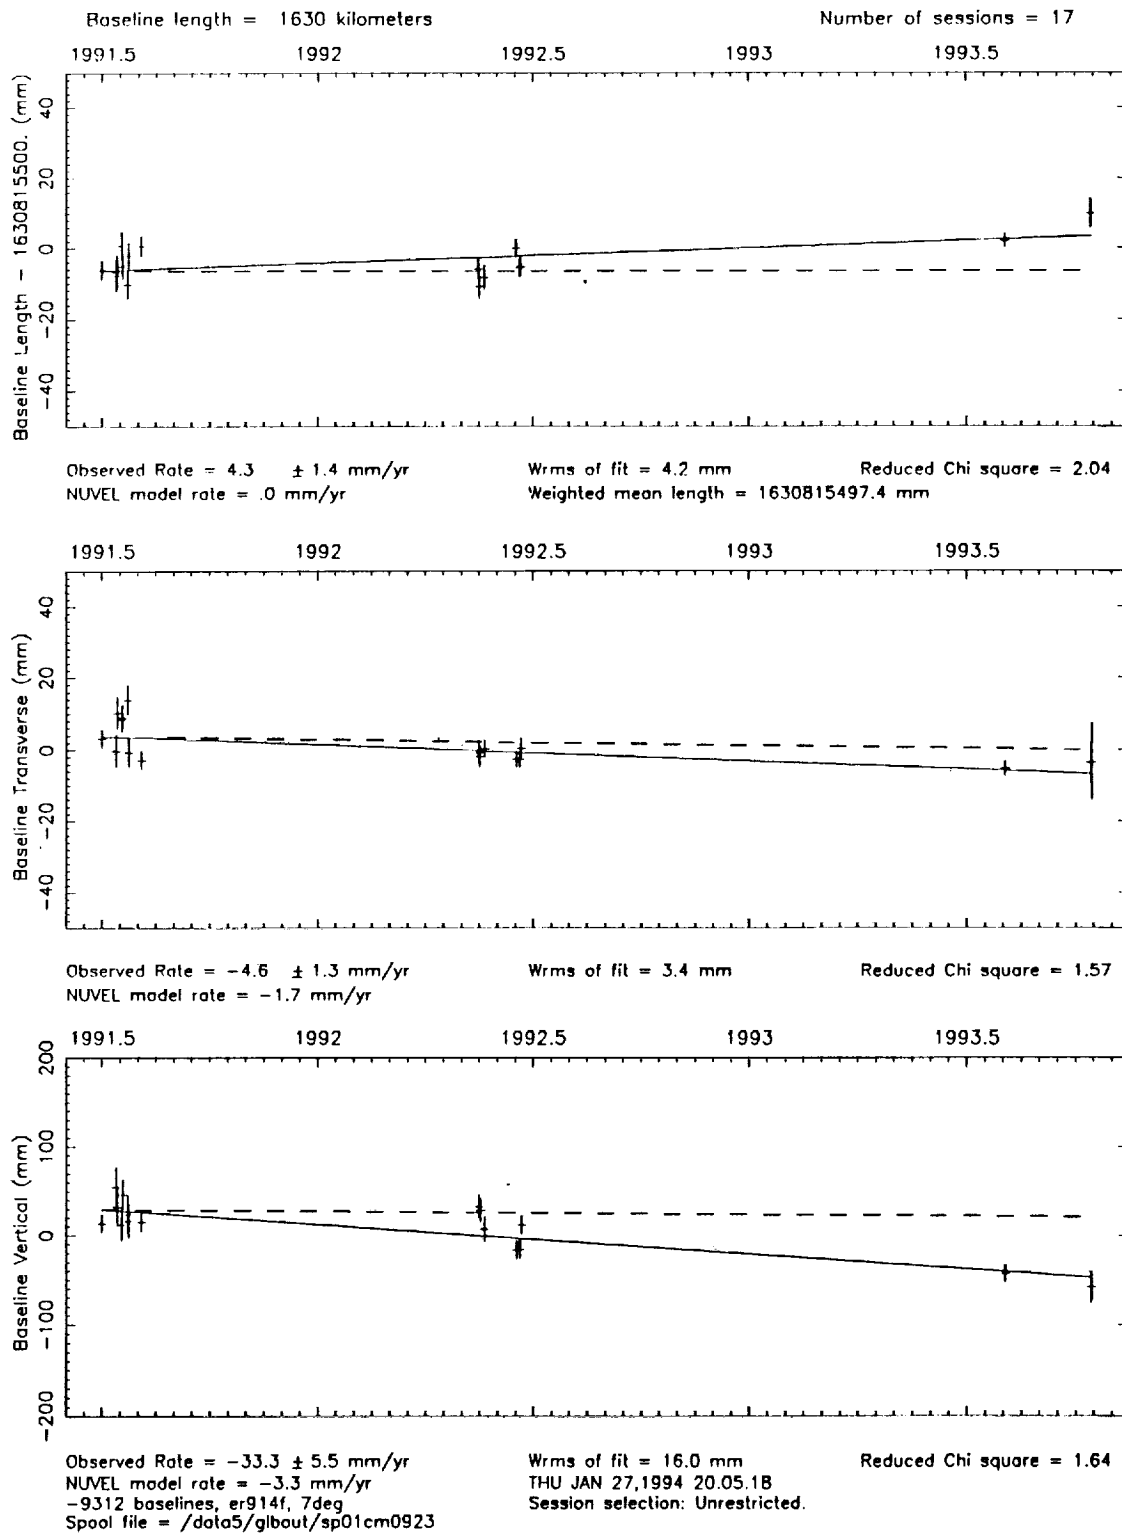 Baseline length = 1630 kilometers Number of sessions = 17
1991.5 1992 1992.5 1993 1993.5
Baseline Length - 1630815500. (mm)
40
20
0
-20
-40
Observed Rate = 4.3 ± 1.4 mm/yr Wrms of fit = 4.2 mm Reduced Chi square = 2.04
NUVEL model rate = .0 mm/yr Weighted mean length = 1630815497.4 mm
1991.5 1992 1992.5 1993 1993.5
Baseline Transverse (mm)
40
20
0
-20
-40
Observed Rate = -4.6 ± 1.3 mm/yr Wrms of fit = 3.4 mm Reduced Chi square = 1.57
NUVEL model rate = -1.7 mm/yr
1991.5 1992 1992.5 1993 1993.5
Baseline Vertical (mm)
200
100
0
-100
-200
Observed Rate = -33.3 ± 5.5 mm/yr Wrms of fit = 16.0 mm Reduced Chi square = 1.64
NUVEL model rate = -3.3 mm/yr THU JAN 27,1994 20.05.18
-9312 baselines, er914f, 7deg Session selection: Unrestricted.
Spool file = /data5/glbout/sp01cm0923